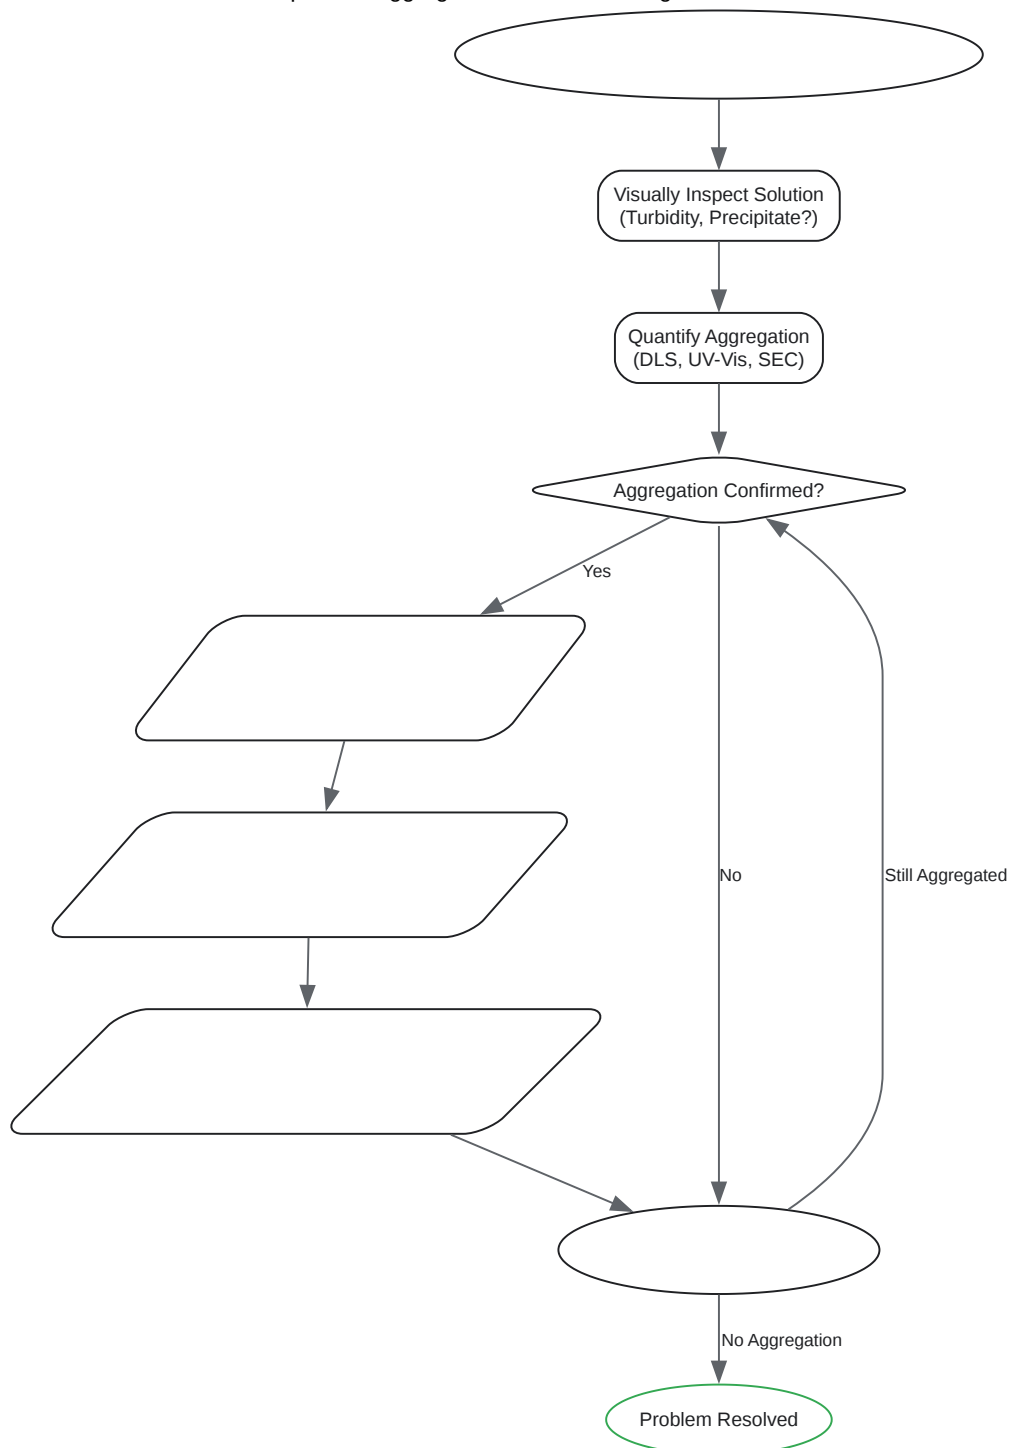 Visually Inspect Solution
(Turbidity, Precipitate?)
Quantify Aggregation
(DLS, UV-Vis, SEC)
Aggregation Confirmed?
Yes
No
Still Aggregated
No Aggregation
Problem Resolved